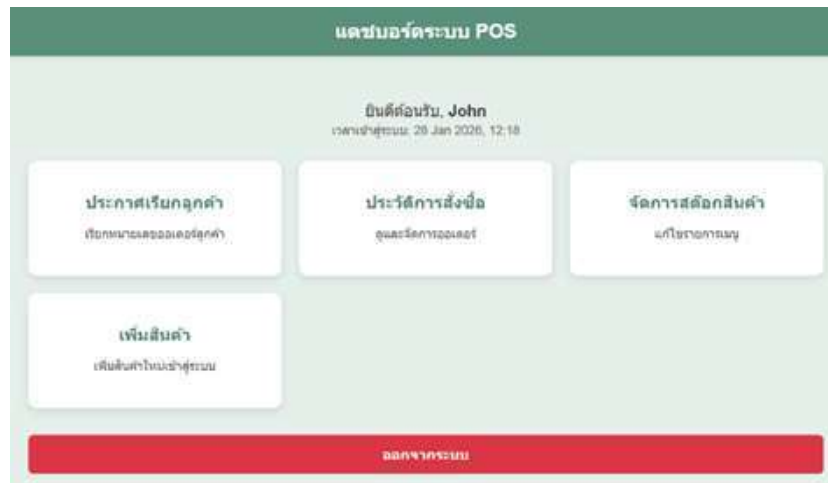 แดชบอร์ดระบบ POS
ยินดีต้อนรับ, John
เวลาเข้าสู่ระบบ: 28 Jan 2026, 12:18
ประกาศเรียกลูกค้า
เรียกหมายเลขออเดอร์ลูกค้า
ประวัติการสั่งซื้อ
ดูและจัดการออเดอร์
จัดการสต๊อกสินค้า
แก้ไขรายการเมนู
เพิ่มสินค้า
เพิ่มสินค้าใหม่เข้าสู่ระบบ
ออกจากระบบ